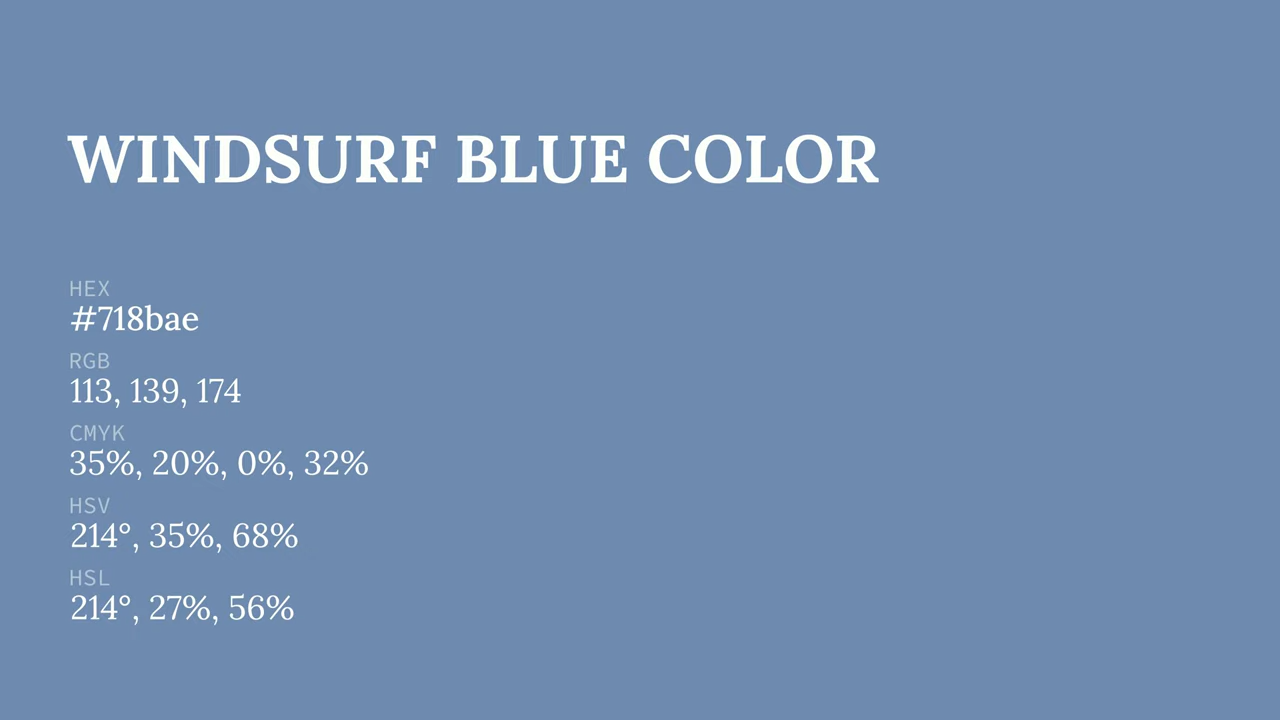 WINDSURF BLUE COLOR
HEX
#718bae
RGB
113, 139, 174
CMYK
35%, 20%, 0%, 32%
HSV
214°, 35%, 68%
HSL
214°, 27%, 56%